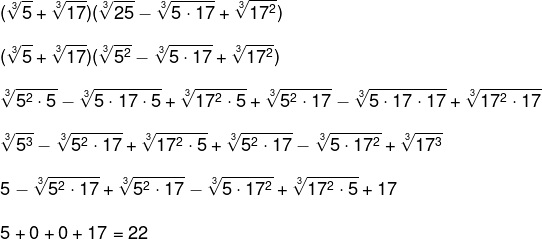 (∛5 + ∛17)(∛25 − ∛(5 · 17) + ∛(17²))
(∛5 + ∛17)(∛(5²) − ∛(5 · 17) + ∛(17²))
∛(5² · 5) − ∛(5 · 17 · 5) + ∛(17² · 5) + ∛(5² · 17) − ∛(5 · 17 · 17) + ∛(17² · 17)
∛(5³) − ∛(5² · 17) + ∛(17² · 5) + ∛(5² · 17) − ∛(5 · 17²) + ∛(17³)
5 − ∛(5² · 17) + ∛(5² · 17) − ∛(5 · 17²) + ∛(17² · 5) + 17
5 + 0 + 0 + 17 = 22